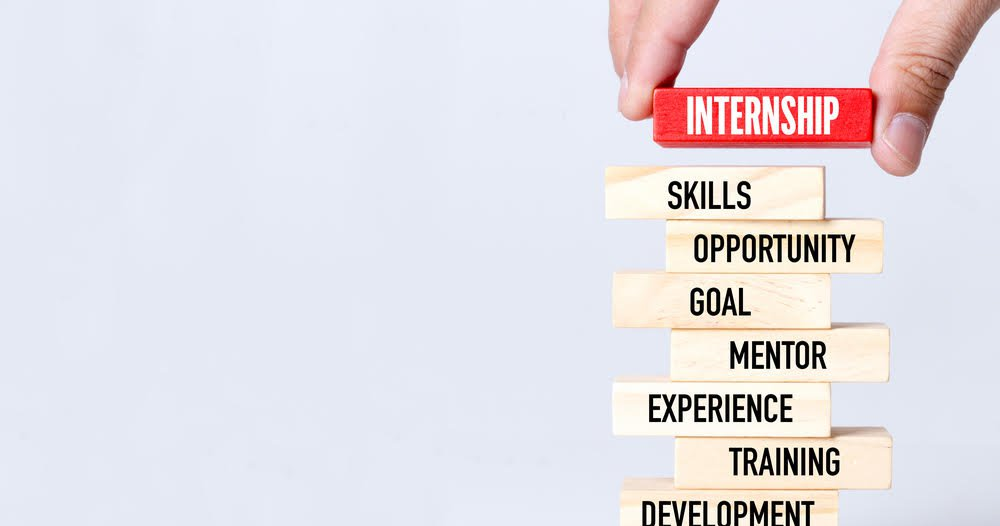 INTERNSHIP
SKILLS
OPPORTUNITY
GOAL
MENTOR
EXPERIENCE
TRAINING
DEVELOPMENT